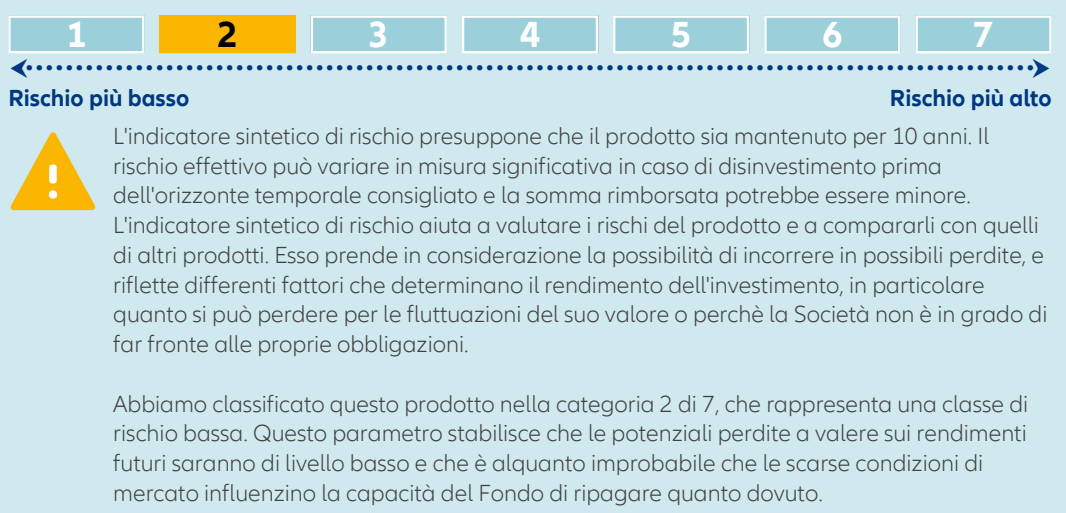 1 2 3 4 5 6 7
Rischio più basso Rischio più alto
L'indicatore sintetico di rischio presuppone che il prodotto sia mantenuto per 10 anni. Il
rischio effettivo può variare in misura significativa in caso di disinvestimento prima
dell'orizzonte temporale consigliato e la somma rimborsata potrebbe essere minore.
L'indicatore sintetico di rischio aiuta a valutare i rischi del prodotto e a compararli con quelli
di altri prodotti. Esso prende in considerazione la possibilità di incorrere in possibili perdite, e
riflette differenti fattori che determinano il rendimento dell'investimento, in particolare
quanto si può perdere per le fluttuazioni del suo valore o perchè la Società non è in grado di
far fronte alle proprie obbligazioni.
Abbiamo classificato questo prodotto nella categoria 2 di 7, che rappresenta una classe di
rischio bassa. Questo parametro stabilisce che le potenziali perdite a valere sui rendimenti
futuri saranno di livello basso e che è alquanto improbabile che le scarse condizioni di
mercato influenzino la capacità del Fondo di ripagare quanto dovuto.